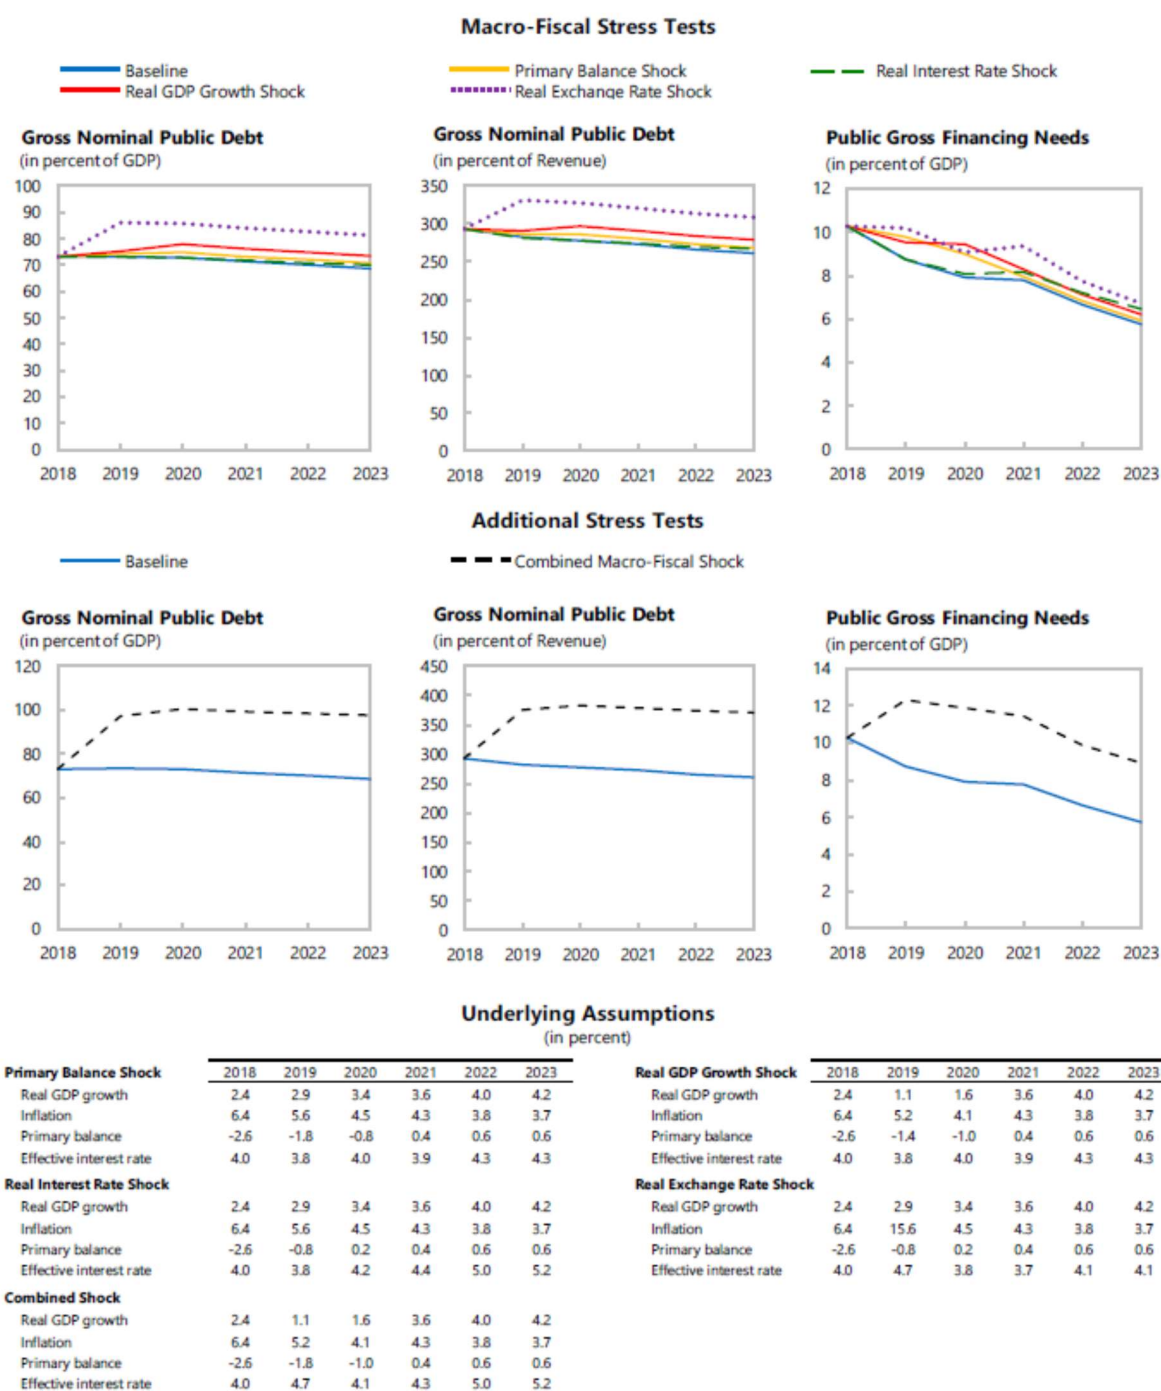 Macro-Fiscal Stress Tests
Baseline Primary Balance Shock Real Interest Rate Shock
Real GDP Growth Shock Real Exchange Rate Shock
Gross Nominal Public Debt
(in percent of GDP)
100
90
80
70
60
50
40
30
20
10
0
2018 2019 2020 2021 2022 2023
Gross Nominal Public Debt
(in percent of Revenue)
350
300
250
200
150
100
50
0
2018 2019 2020 2021 2022 2023
Public Gross Financing Needs
(in percent of GDP)
12
10
8
6
4
2
0
2018 2019 2020 2021 2022 2023
Additional Stress Tests
Baseline Combined Macro-Fiscal Shock
Gross Nominal Public Debt
(in percent of GDP)
120
100
80
60
40
20
0
2018 2019 2020 2021 2022 2023
Gross Nominal Public Debt
(in percent of Revenue)
450
400
350
300
250
200
150
100
50
0
2018 2019 2020 2021 2022 2023
Public Gross Financing Needs
(in percent of GDP)
14
12
10
8
6
4
2
0
2018 2019 2020 2021 2022 2023
Underlying Assumptions
(in percent)
Primary Balance Shock 2018 2019 2020 2021 2022 2023
Real GDP growth 2.4 2.9 3.4 3.6 4.0 4.2
Inflation 6.4 5.6 4.5 4.3 3.8 3.7
Primary balance -2.6 -1.8 -0.8 0.4 0.6 0.6
Effective interest rate 4.0 3.8 4.0 3.9 4.3 4.3
Real Interest Rate Shock
Real GDP growth 2.4 2.9 3.4 3.6 4.0 4.2
Inflation 6.4 5.6 4.5 4.3 3.8 3.7
Primary balance -2.6 -0.8 0.2 0.4 0.6 0.6
Effective interest rate 4.0 3.8 4.2 4.4 5.0 5.2
Combined Shock
Real GDP growth 2.4 1.1 1.6 3.6 4.0 4.2
Inflation 6.4 5.2 4.1 4.3 3.8 3.7
Primary balance -2.6 -1.8 -1.0 0.4 0.6 0.6
Effective interest rate 4.0 4.7 4.1 4.3 5.0 5.2
Real GDP Growth Shock 2018 2019 2020 2021 2022 2023
Real GDP growth 2.4 1.1 1.6 3.6 4.0 4.2
Inflation 6.4 5.2 4.1 4.3 3.8 3.7
Primary balance -2.6 -1.4 -1.0 0.4 0.6 0.6
Effective interest rate 4.0 3.8 4.0 3.9 4.3 4.3
Real Exchange Rate Shock
Real GDP growth 2.4 2.9 3.4 3.6 4.0 4.2
Inflation 6.4 15.6 4.5 4.3 3.8 3.7
Primary balance -2.6 -0.8 0.2 0.4 0.6 0.6
Effective interest rate 4.0 4.7 3.8 3.7 4.1 4.1